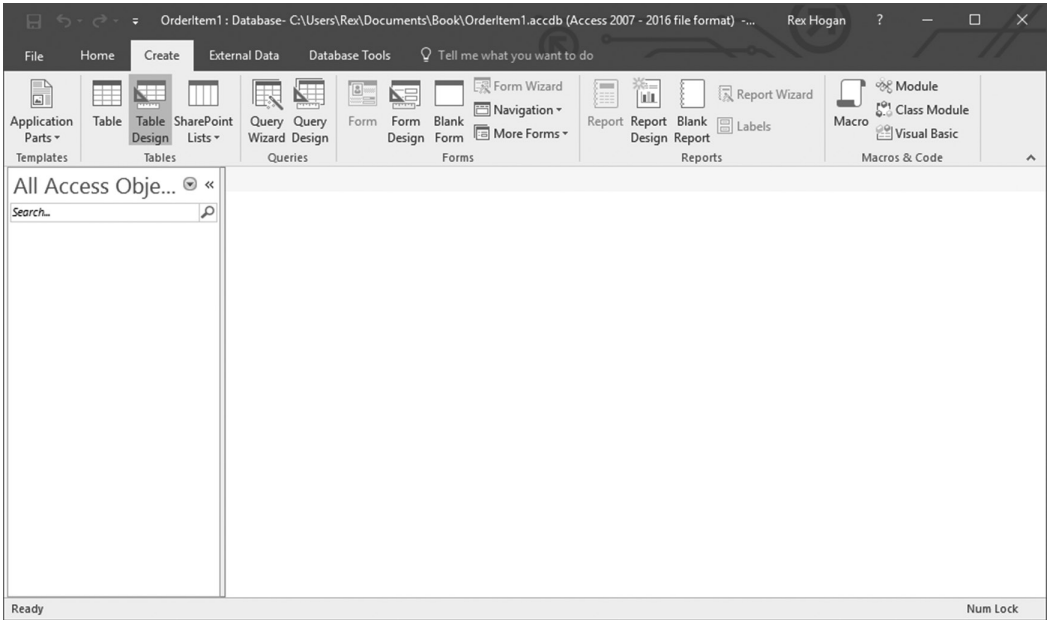 OrderItem1 : Database- C:\Users\Rex\Documents\Book\OrderItem1.accdb (Access 2007 - 2016 file format) -...
Rex Hogan
?
File
Home
Create
External Data
Database Tools
Tell me what you want to do
Application Parts
Templates
Table
Table Design
SharePoint Lists
Tables
Query Wizard
Query Design
Queries
Form
Form Design
Blank Form
Form Wizard
Navigation
More Forms
Forms
Report
Report Design
Blank Report
Report Wizard
Labels
Reports
Macro
Module
Class Module
Visual Basic
Macros & Code
All Access Obje...
Search...
Ready
Num Lock